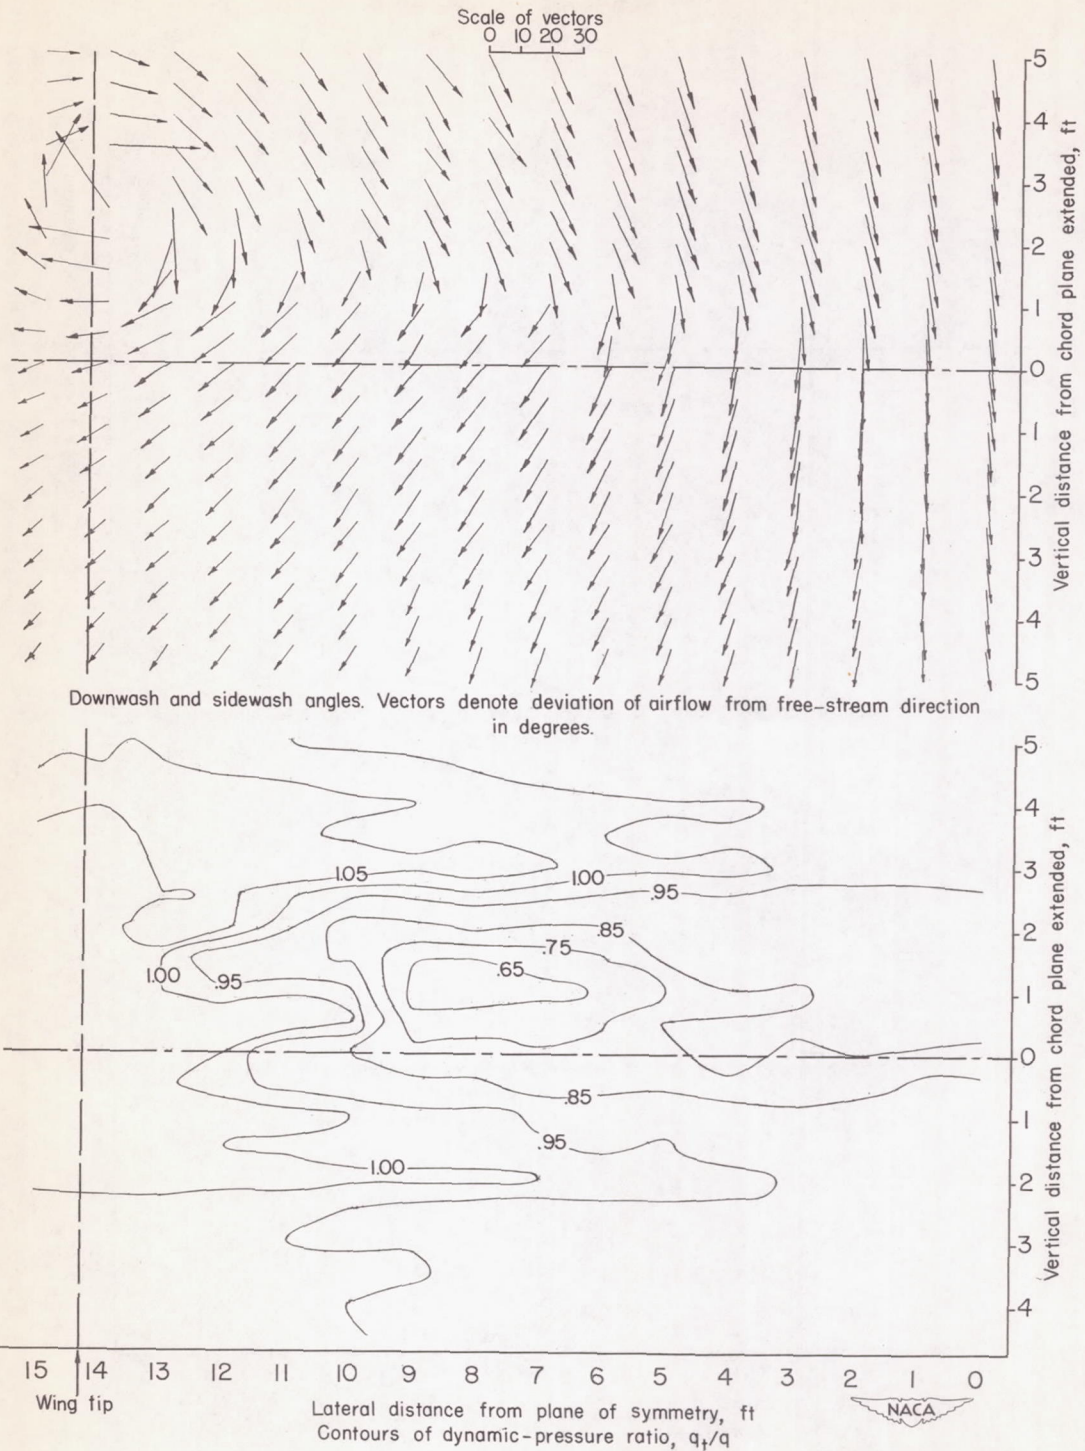 Scale of vectors
0 10 20 30
5
4
3
2
1
0
1
2
3
4
5
Vertical distance from chord plane extended, ft
Downwash and sidewash angles. Vectors denote deviation of airflow from free-stream direction
in degrees.
5
4
3
2
1
0
1
2
3
4
Vertical distance from chord plane extended, ft
1.05
1.00
.95
.85
.75
.65
1.00
.95
.85
.95
1.00
15 14 13 12 11 10 9 8 7 6 5 4 3 2 1 0
Wing tip
Lateral distance from plane of symmetry, ft
NACA
Contours of dynamic-pressure ratio, qt/q